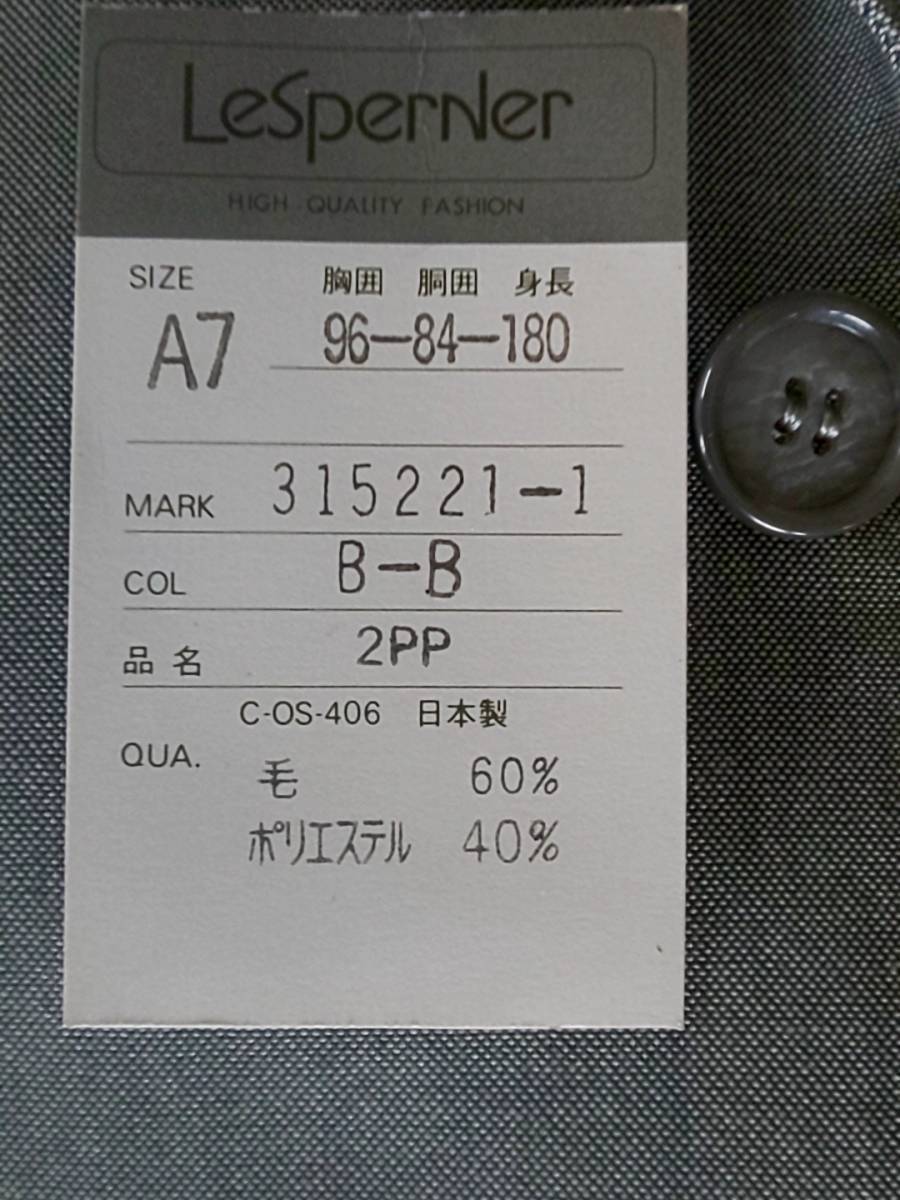 LeSpernler
HIGH QUALITY FASHION
SIZE 胸囲 胴囲 身長
A7 96-84-180
MARK 315221-1
COL B-B
品名 2PP
C-OS-406 日本製
QUA. 毛 60%
ポリエステル 40%